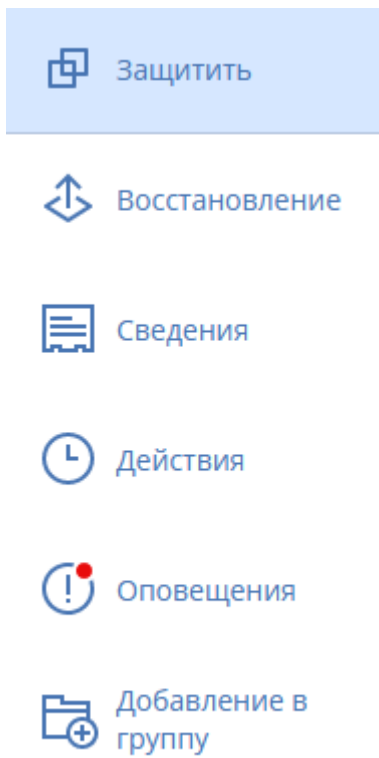 Защитить
Восстановление
Сведения
Действия
Оповещения
Добавление в
группу